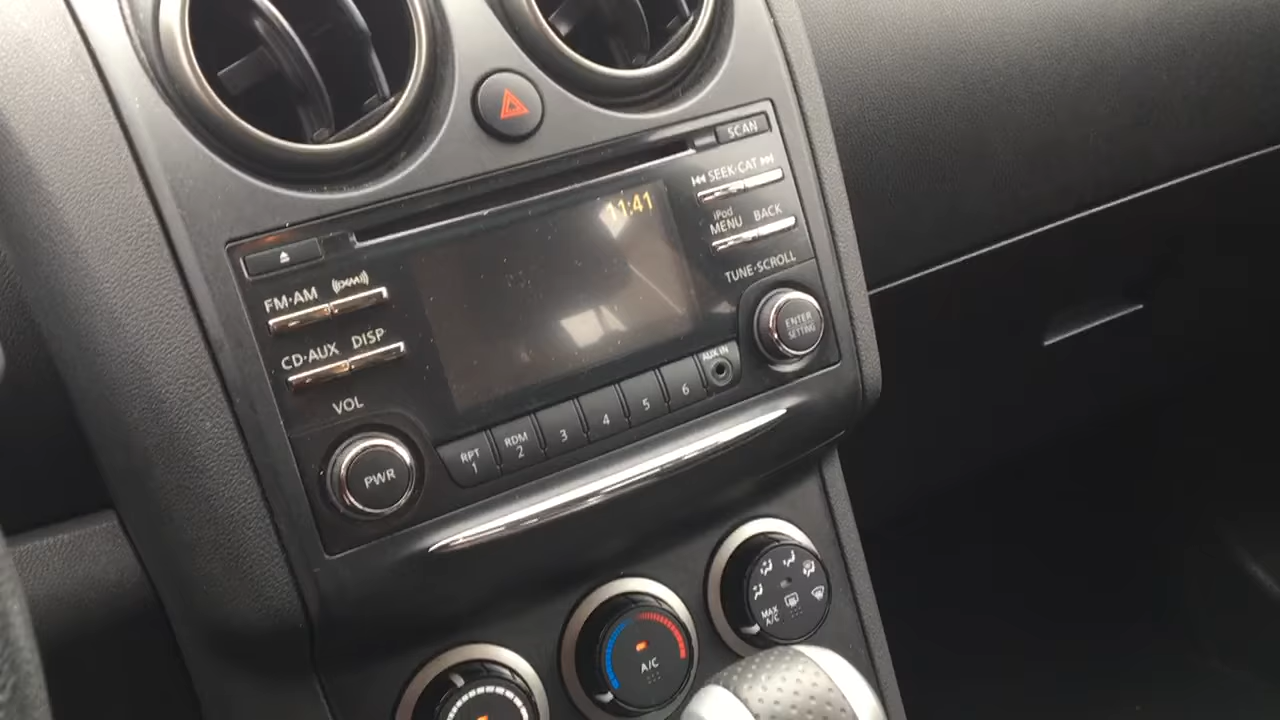 SCAN
SEEK·CAT
iPod
MENU BACK
TUNE·SCROLL
ENTER
SETTING
11:41
FM·AM (((XM)))
CD·AUX DISP
VOL
PWR
RPT
1
RDM
2
3
4
5
6
AUX IN
MAX
A/C
A/C